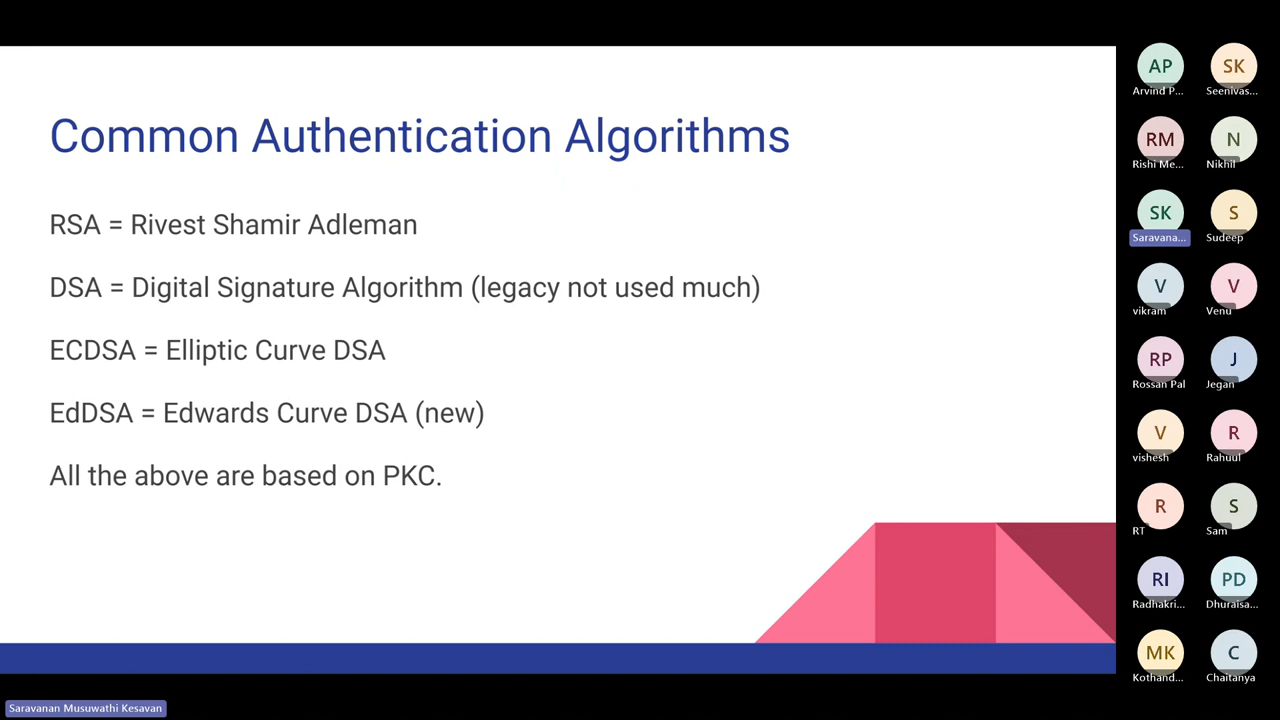 Common Authentication Algorithms
RSA = Rivest Shamir Adleman
DSA = Digital Signature Algorithm (legacy not used much)
ECDSA = Elliptic Curve DSA
EdDSA = Edwards Curve DSA (new)
All the above are based on PKC.
AP SK
Arvind P... Seenivas...
RM N
Rishi Me... Nikhil
SK S
Saravana... Sudeep
V V
vikram Venu
RP J
Rossan Pal Jegan
V R
vishesh Rahuul
R S
RT Sam
RI PD
Radhakri... Dhuraisa...
MK C
Kothand... Chaitanya
Saravanan Musuwathi Kesavan